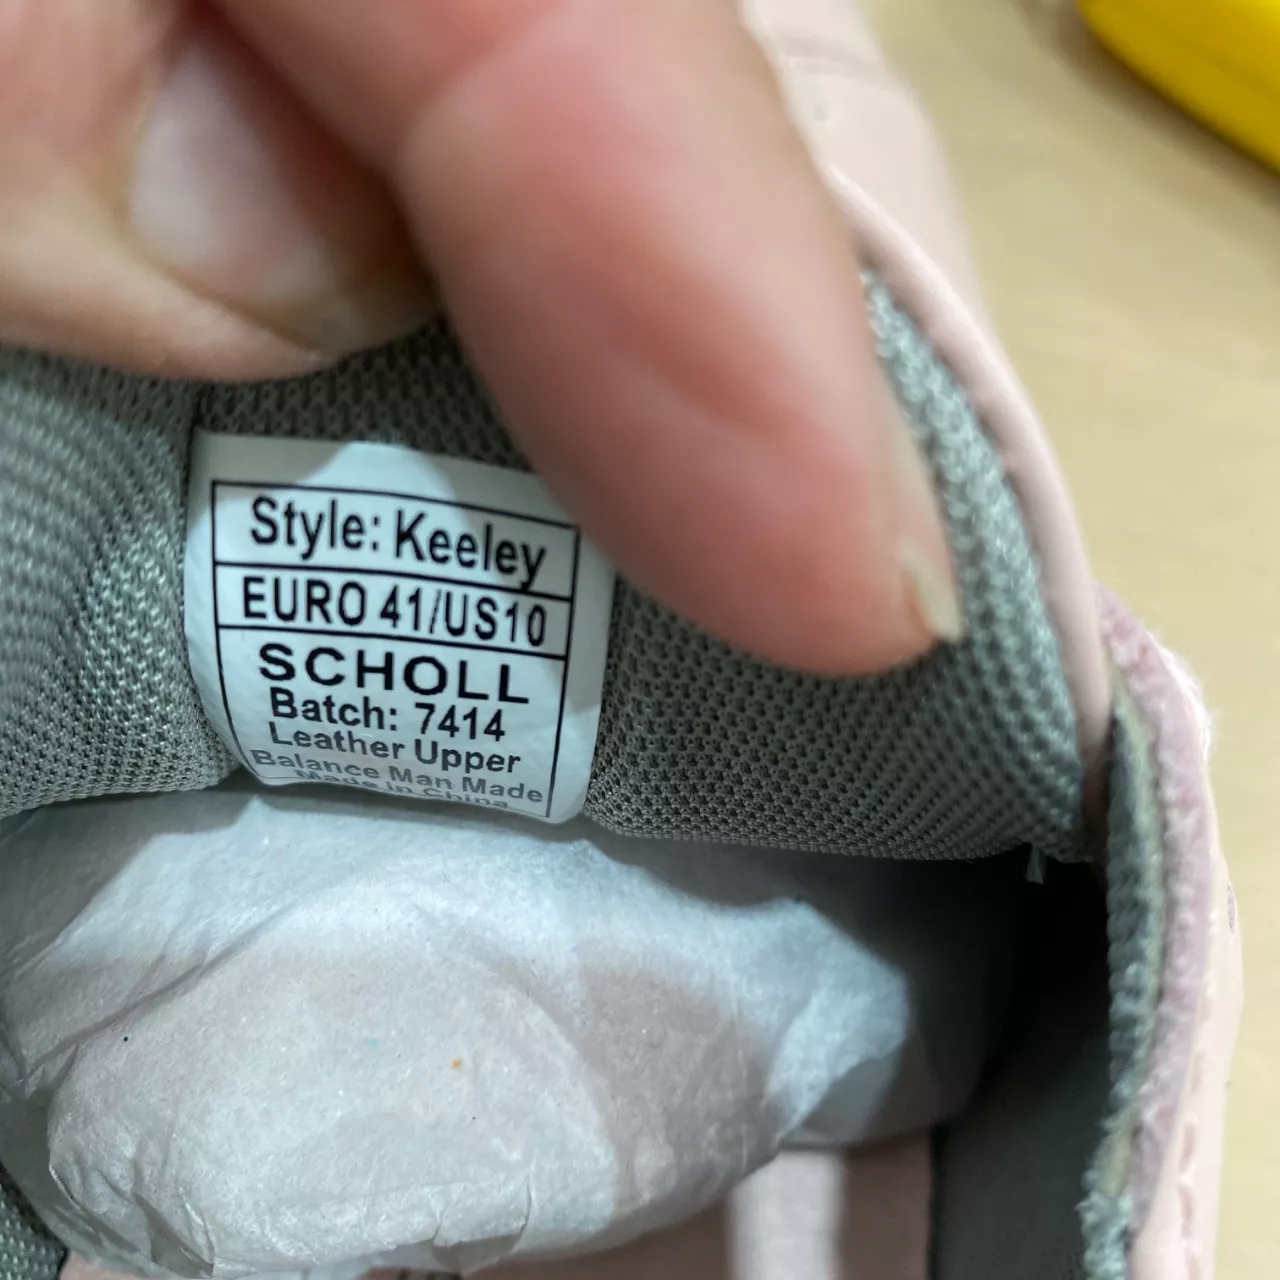 Style: Keeley
EURO 41/US10
SCHOLL
Batch: 7414
Leather Upper
Balance Man Made
Made in China